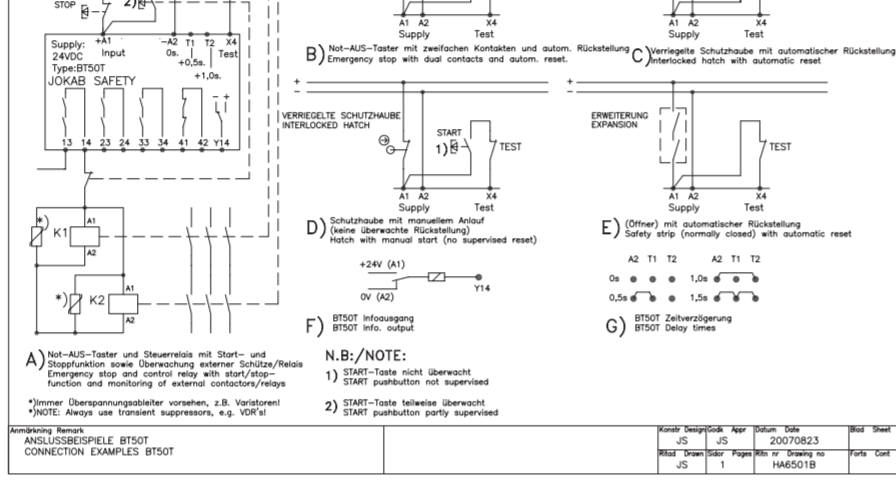 STOP
2)
A1 A2 X4
Supply Test
A1 A2 X4
Supply Test
Supply:
24VDC
Type:BT50T
JOKAB SAFETY
+A1
Input
-A2 T1 T2 X4
0s. Test
+0,5s.
+1,0s.
- +
13 14 23 24 33 34 41 42 Y14
B) Not-AUS-Taster mit zweifachen Kontakten und autom. Rückstellung
Emergency stop with dual contacts and autom. reset.
C) Verriegelte Schutzhaube mit automatischer Rückstellung
Interlocked hatch with automatic reset
+
-
VERRIEGELTE SCHUTZHAUBE
INTERLOCKED HATCH
START
1)
TEST
A1 A2 X4
Supply Test
+
-
ERWEITERUNG
EXPANSION
TEST
A1 A2 X4
Supply Test
*) K1 A1
A2
*) K2 A1
A2
D) Schutzhaube mit manuellem Anlauf
(keine überwachte Rückstellung)
Hatch with manual start (no supervised reset)
E) (Öffner) mit automatischer Rückstellung
Safety strip (normally closed) with automatic reset
+24V (A1)
0V (A2)
Y14
A2 T1 T2 A2 T1 T2
0s 1,0s
0,5s 1,5s
F) BT50T Infoausgang
BT50T Info. output
G) BT50T Zeitverzögerung
BT50T Delay times
A) Not-AUS-Taster und Steuerrelais mit Start- und
Stoppfunktion sowie Überwachung externer Schütze/Relais
Emergency stop and control relay with start/stop-
function and monitoring of external contactors/relays
*)Immer Überspannungsableiter vorsehen, z.B. Varistoren!
*)NOTE: Always use transient suppressors, e.g. VDR's!
N.B:/NOTE:
1) START-Taste nicht überwacht
START pushbutton not supervised
2) START-Taste teilweise überwacht
START pushbutton partly supervised
Anmärkning Remark
ANSLUSSBEISPIELE BT50T
CONNECTION EXAMPLES BT50T
Konstr Design Godk Appr Datum Date Blad Sheet
JS JS 20070823
Ritad Drawn Sidor Pages Ritn nr Drawing no Forts Cont
JS 1 HA6501B